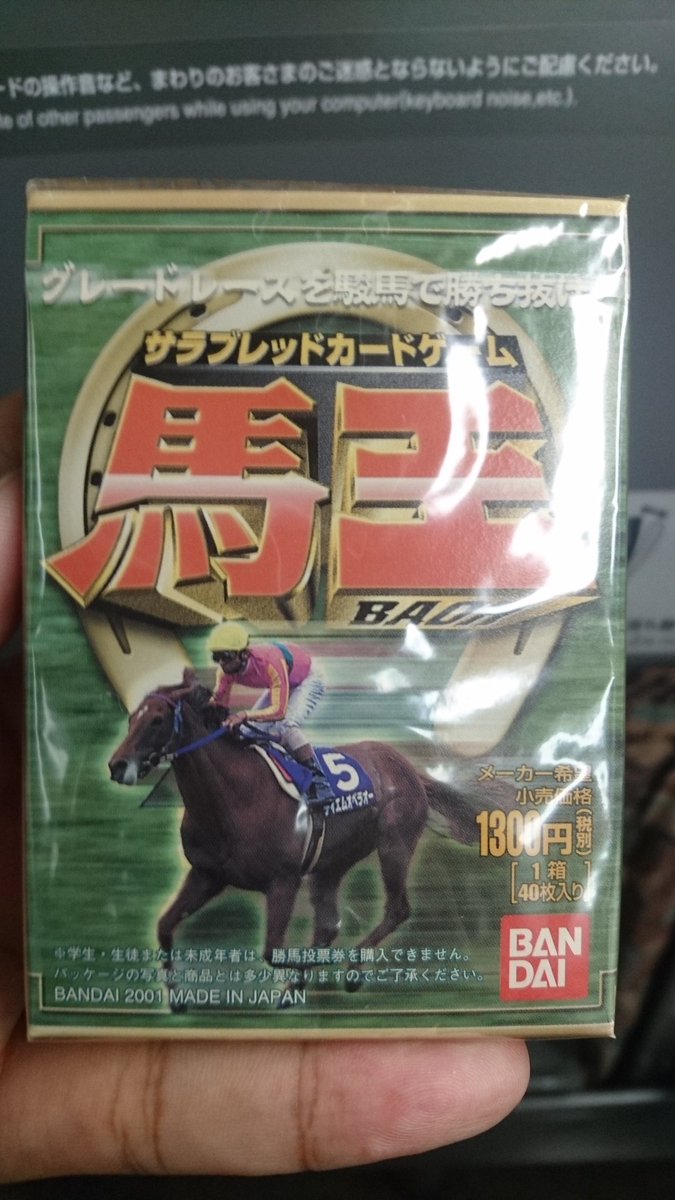 ードの操作音など、まわりのお客さまのご迷惑とならないようにご配慮ください。
of other passengers while using your computer(keyboard noise,etc.).
グレードレースを駿馬で勝ち抜け
サラブレッドカードゲーム
馬王
5
テイエムオペラオー
メーカー希望
小売価格
1300円(税別)
[1箱
40枚入り]
※学生・生徒または未成年者は、勝馬投票券を購入できません。
パッケージの写真と商品とは多少異なりますのでご了承ください。
BANDAI 2001 MADE IN JAPAN
BAN
DAI